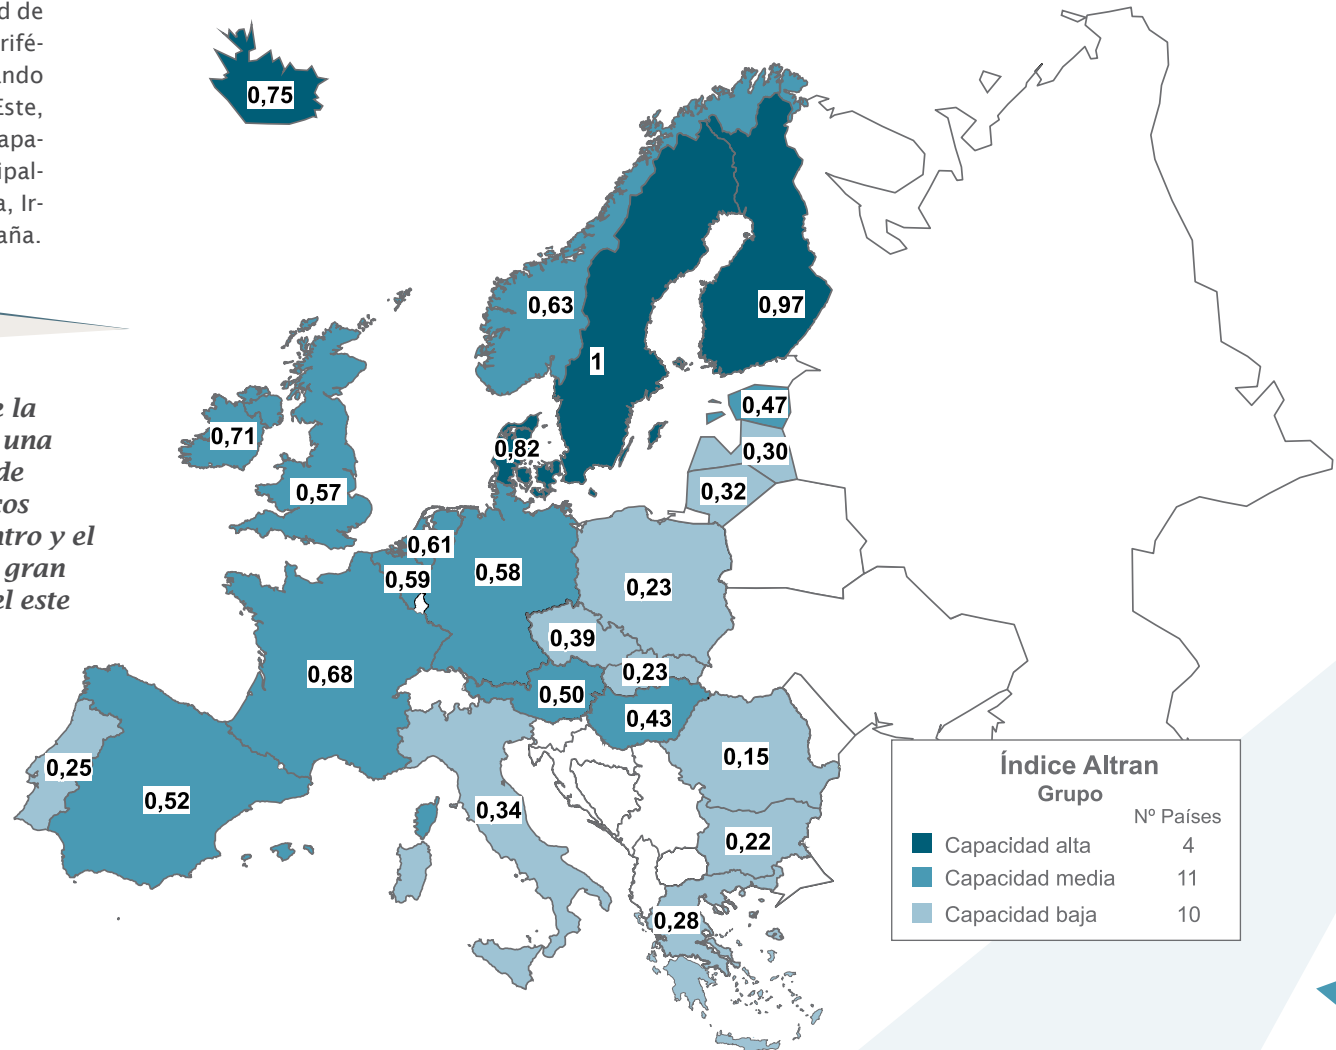 d de
rifé-
ando
Este,
apa-
ipal-
a, Ir-
aña.
e la
una
de
cos
ntro y el
gran
el este
0,75
0,63
0,97
1
0,47
0,71
0,82
0,30
0,57
0,32
0,61
0,59
0,58
0,23
0,39
0,68
0,23
0,50
0,43
0,25
0,15
0,52
0,34
0,22
0,28
Índice Altran
Grupo
Nº Países
Capacidad alta 4
Capacidad media 11
Capacidad baja 10